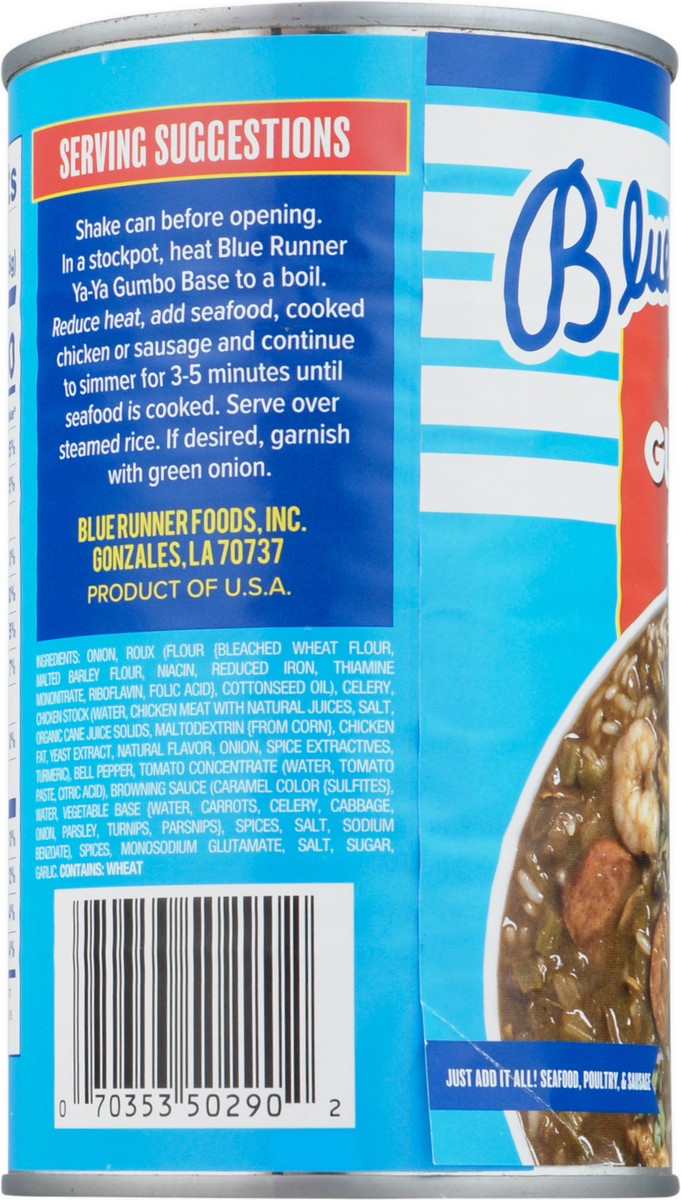 SERVING SUGGESTIONS
Shake can before opening.
In a stockpot, heat Blue Runner
Ya-Ya Gumbo Base to a boil.
Reduce heat, add seafood, cooked
chicken or sausage and continue
to simmer for 3-5 minutes until
seafood is cooked. Serve over
steamed rice. If desired, garnish
with green onion.
BLUE RUNNER FOODS, INC.
GONZALES, LA 70737
PRODUCT OF U.S.A.
INGREDIENTS: ONION, ROUX (FLOUR {BLEACHED WHEAT FLOUR,
MALTED BARLEY FLOUR, NIACIN, REDUCED IRON, THIAMINE
MONONITRATE, RIBOFLAVIN, FOLIC ACID}, COTTONSEED OIL), CELERY,
CHICKEN STOCK (WATER, CHICKEN MEAT WITH NATURAL JUICES, SALT,
ORGANIC CANE JUICE SOLIDS, MALTODEXTRIN {FROM CORN}, CHICKEN
FAT, YEAST EXTRACT, NATURAL FLAVOR, ONION, SPICE EXTRACTIVES,
TURMERIC), BELL PEPPER, TOMATO CONCENTRATE (WATER, TOMATO
PASTE, CITRIC ACID), BROWNING SAUCE (CARAMEL COLOR {SULFITES},
WATER, VEGETABLE BASE {WATER, CARROTS, CELERY, CABBAGE,
ONION, PARSLEY, TURNIPS, PARSNIPS}, SPICES, SALT, SODIUM
BENZOATE), SPICES, MONOSODIUM GLUTAMATE, SALT, SUGAR,
GARLIC. CONTAINS: WHEAT
0 70353 50290 2
Blue
GU
JUST ADD IT ALL! SEAFOOD, POULTRY, & SAUSAGE